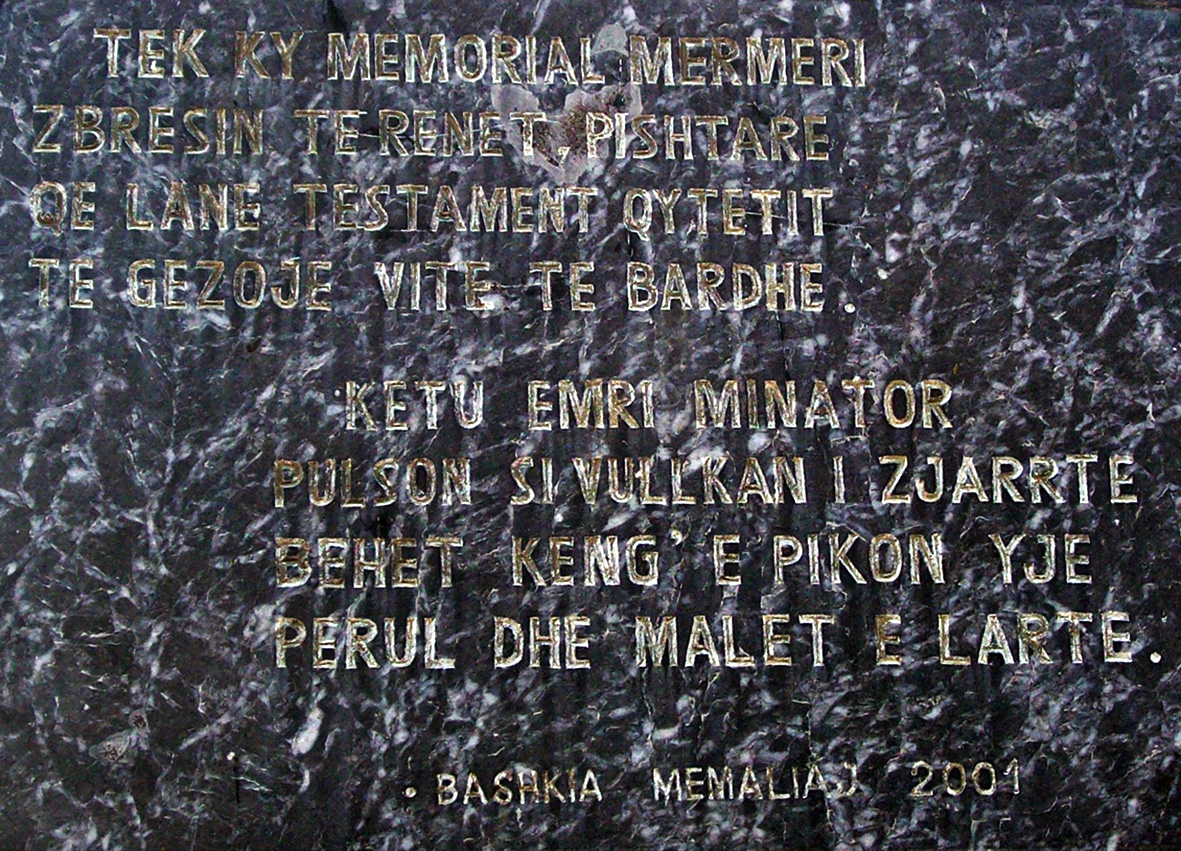 TEK KY MEMORIAL MERMERI
ZBRESIN TE RENET, PISHTARE
QE LANE TESTAMENT QYTETIT
TE GEZOJE VITE TE BARDHE.
KETU EMRI MINATOR
PULSON SI VULLKAN I ZJARRTE
BEHET KENG' E PIKON YJE
PERUL DHE MALET E LARTE.
BASHKIA MEMALIAJ 2001